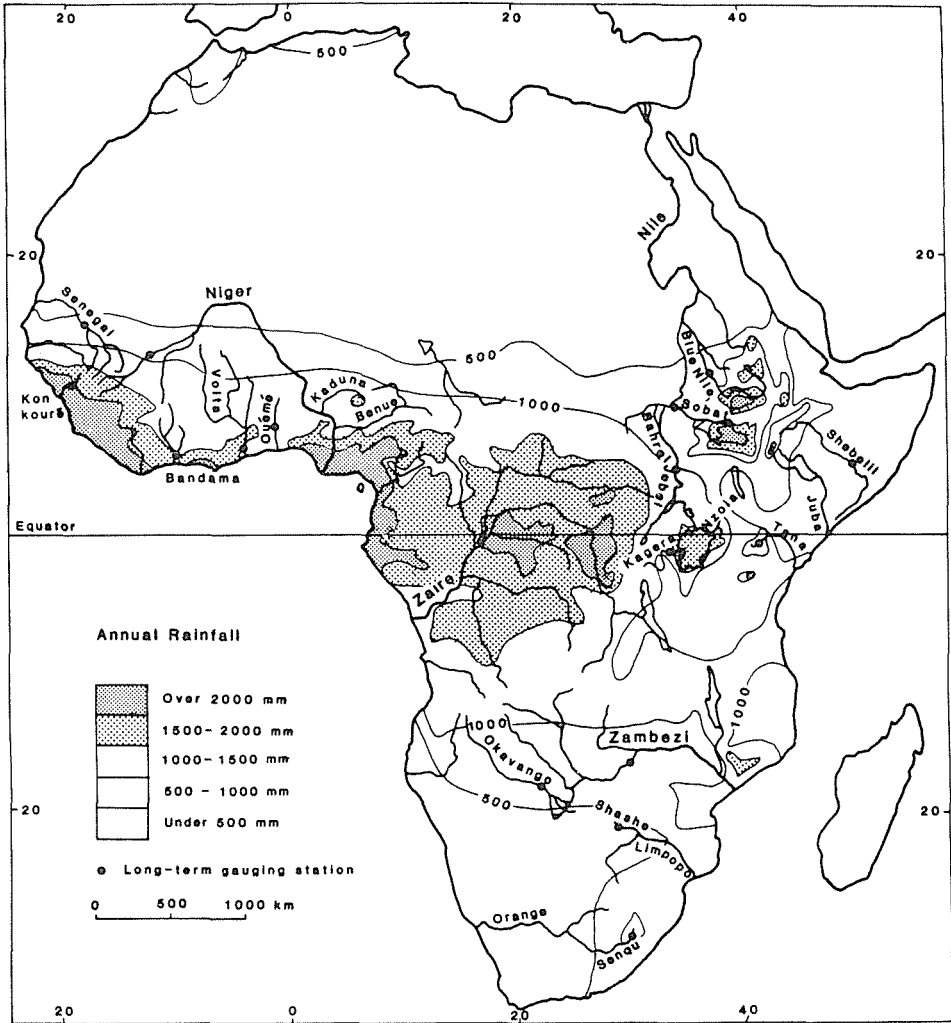 20 0 20 40
500
20 20
Nile
Senegal
Niger
500
Blue Nile
1000
Kon
kouré
Volta
Ouémé
Kaduna
Benue
Sobat
Bahr el Jebel
Shebelli
Bandama
Equator
Nzoia
Juba
Kagera
Tana
Zaire
Annual Rainfall
Over 2000 mm
1500-2000 mm
1000-1500 mm
500 - 1000 mm
Under 500 mm
1000
1000
Zambezi
Okavango
500
Shashe
20 20
Limpopo
Long-term gauging station
0 500 1000 km
Orange
Senqu
20 0 20 40